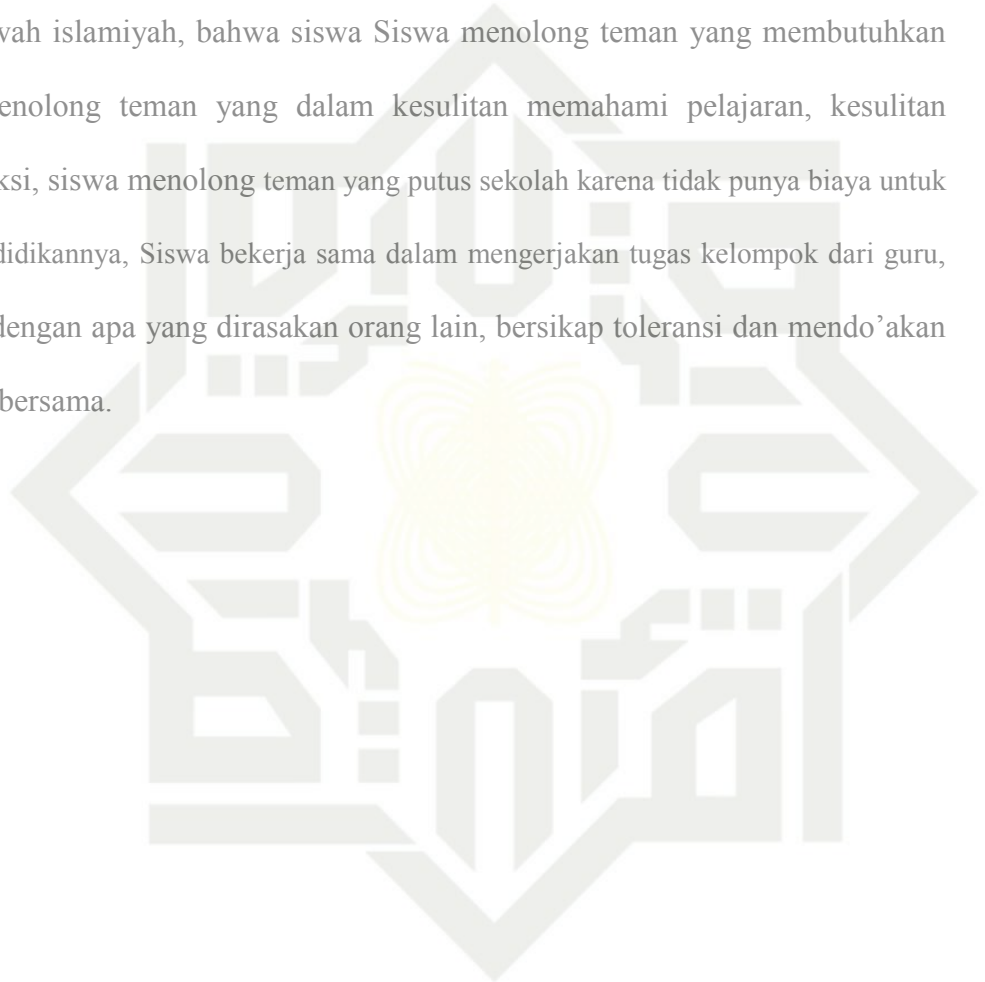 wah islamiyah, bahwa siswa Siswa menolong teman yang membutuhkan
enolong teman yang dalam kesulitan memahami pelajaran, kesulitan
ksi, siswa menolong teman yang putus sekolah karena tidak punya biaya untuk
didikannya, Siswa bekerja sama dalam mengerjakan tugas kelompok dari guru,
dengan apa yang dirasakan orang lain, bersikap toleransi dan mendo’akan
bersama.